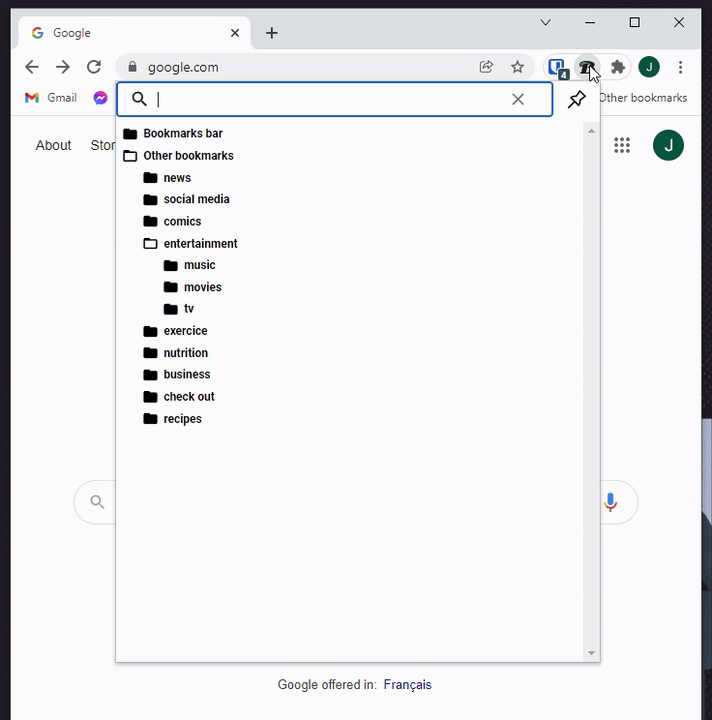 Google
google.com
4
J
Gmail
Other bookmarks
About
Stor
J
Bookmarks bar
Other bookmarks
news
social media
comics
entertainment
music
movies
tv
exercice
nutrition
business
check out
recipes
Google offered in: Français